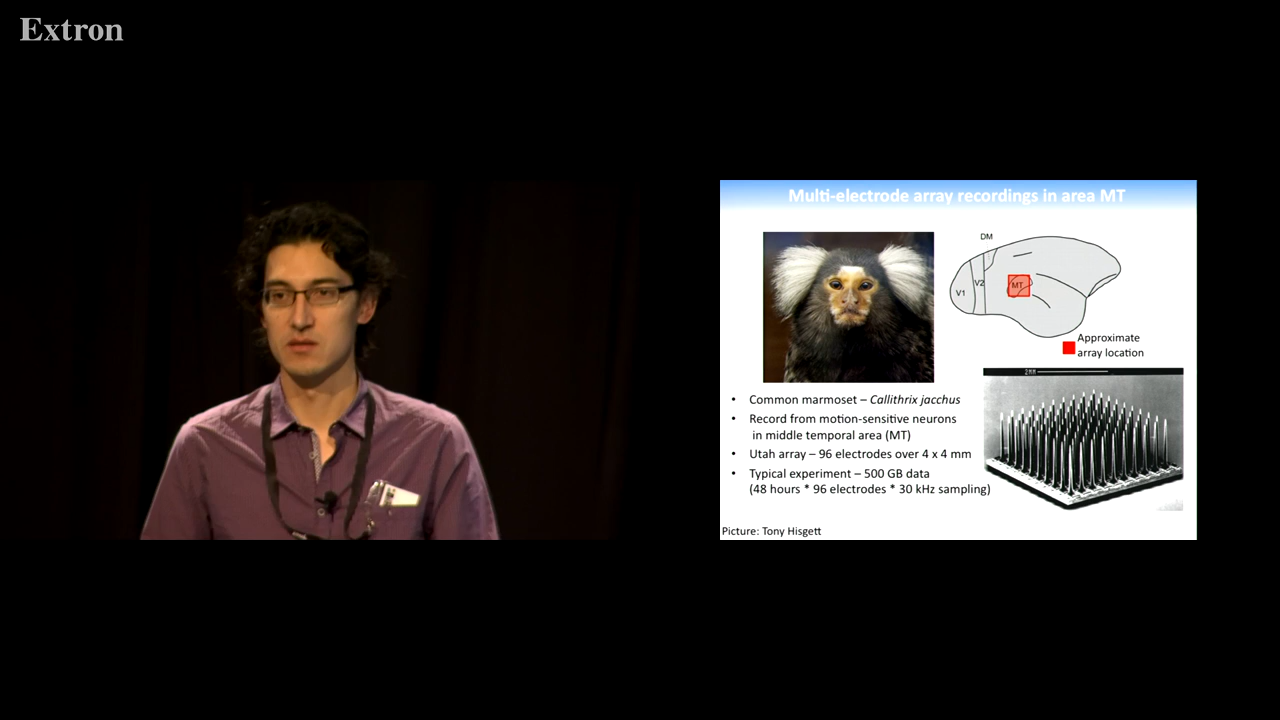 Extron
Multi-electrode array recordings in area MT
DM
V1
V2
MT
Approximate
array location
2MM
• Common marmoset – Callithrix jacchus
• Record from motion-sensitive neurons
in middle temporal area (MT)
• Utah array – 96 electrodes over 4 x 4 mm
• Typical experiment – 500 GB data
(48 hours * 96 electrodes * 30 kHz sampling)
Picture: Tony Hisgett